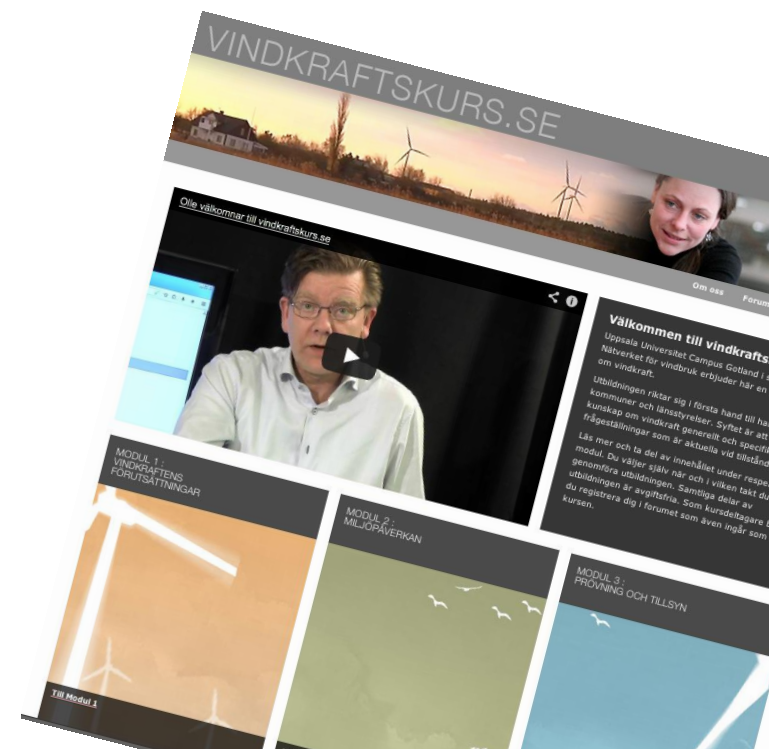 VINDKRAFTSKURS.SE
Om oss
Forum
Olle välkomnar till vindkraftskurs.se
Välkommen till vindkrafts
Uppsala Universitet Campus Gotland i s
Nätverket för vindbruk erbjuder här en
om vindkraft.
Utbildningen riktar sig i första hand till ha
kommuner och länsstyrelser. Syftet är att
kunskap om vindkraft generellt och specifi
frågeställningar som är aktuella vid tillstånd
Läs mer och ta del av innehållet under respe
modul. Du väljer själv när och i vilken takt du
genomföra utbildningen. Samtliga delar av
utbildningen är avgiftsfria. Som kursdeltagare
du registrera dig i forumet som även ingår som
kursen.
MODUL 1 :
VINDKRAFTENS
FÖRUTSÄTTNINGAR
MODUL 2 :
MILJÖPÅVERKAN
MODUL 3 :
PRÖVNING OCH TILLSYN
Till Modul 1